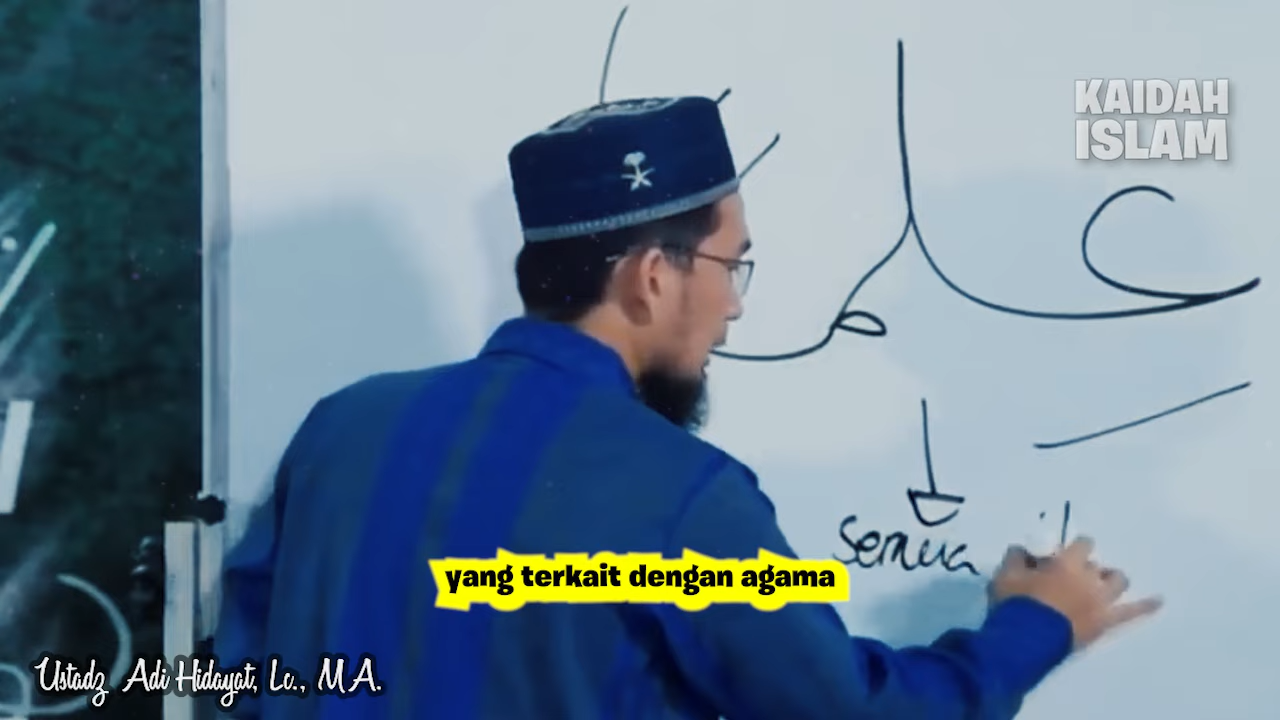 KAIDAH
ISLAM
علم
Semua
yang terkait dengan agama
Ustadz Adi Hidayat, Lc., M.A.